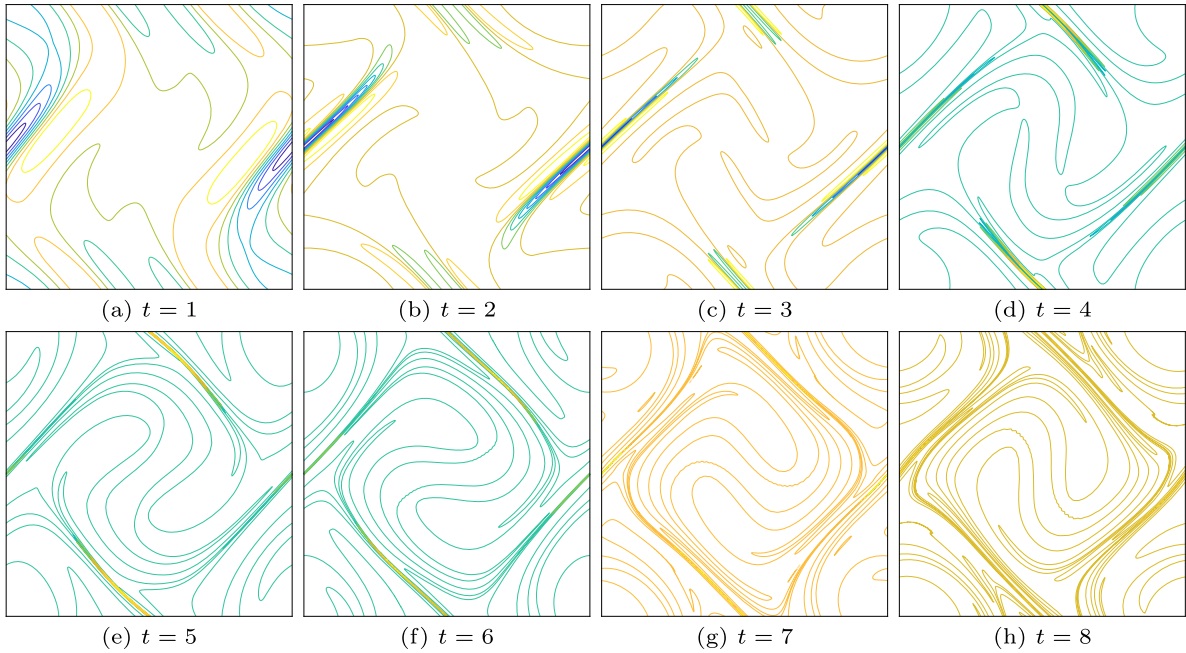 (a) t = 1
(b) t = 2
(c) t = 3
(d) t = 4
(e) t = 5
(f) t = 6
(g) t = 7
(h) t = 8